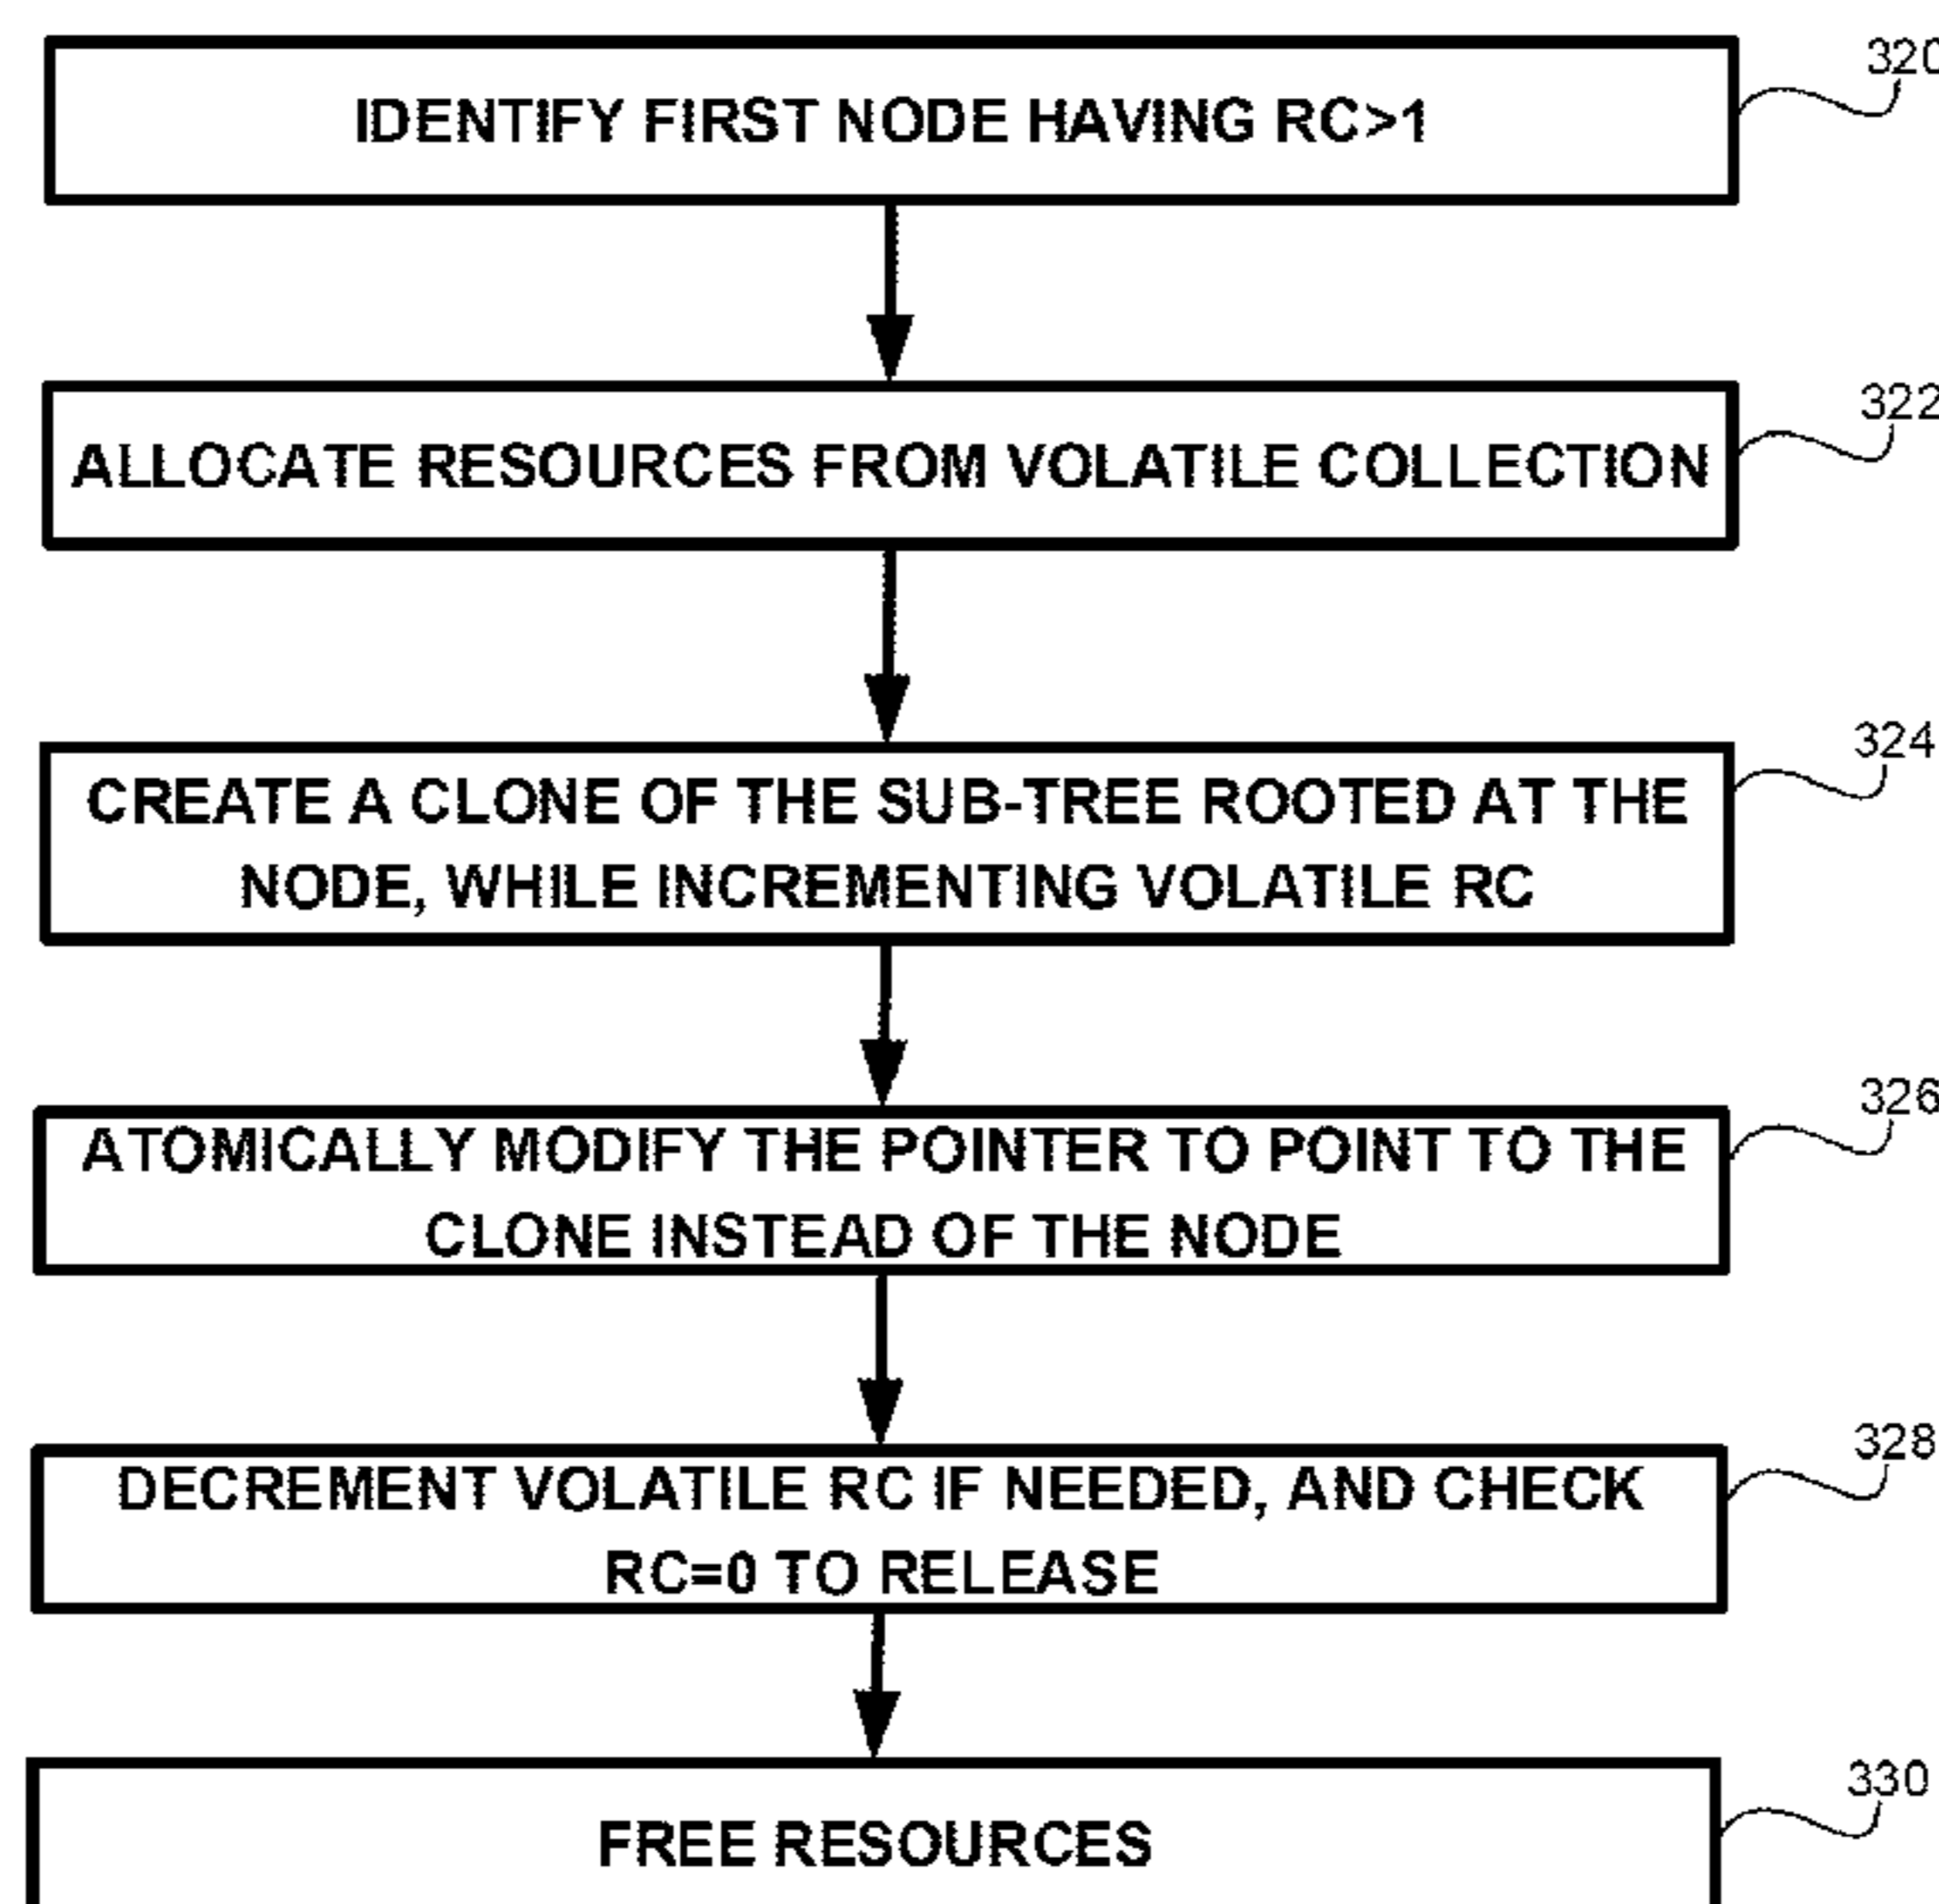 320
IDENTIFY FIRST NODE HAVING RC>1
322
ALLOCATE RESOURCES FROM VOLATILE COLLECTION
324
CREATE A CLONE OF THE SUB-TREE ROOTED AT THE
NODE, WHILE INCREMENTING VOLATILE RC
326
ATOMICALLY MODIFY THE POINTER TO POINT TO THE
CLONE INSTEAD OF THE NODE
328
DECREMENT VOLATILE RC IF NEEDED, AND CHECK
RC=0 TO RELEASE
330
FREE RESOURCES